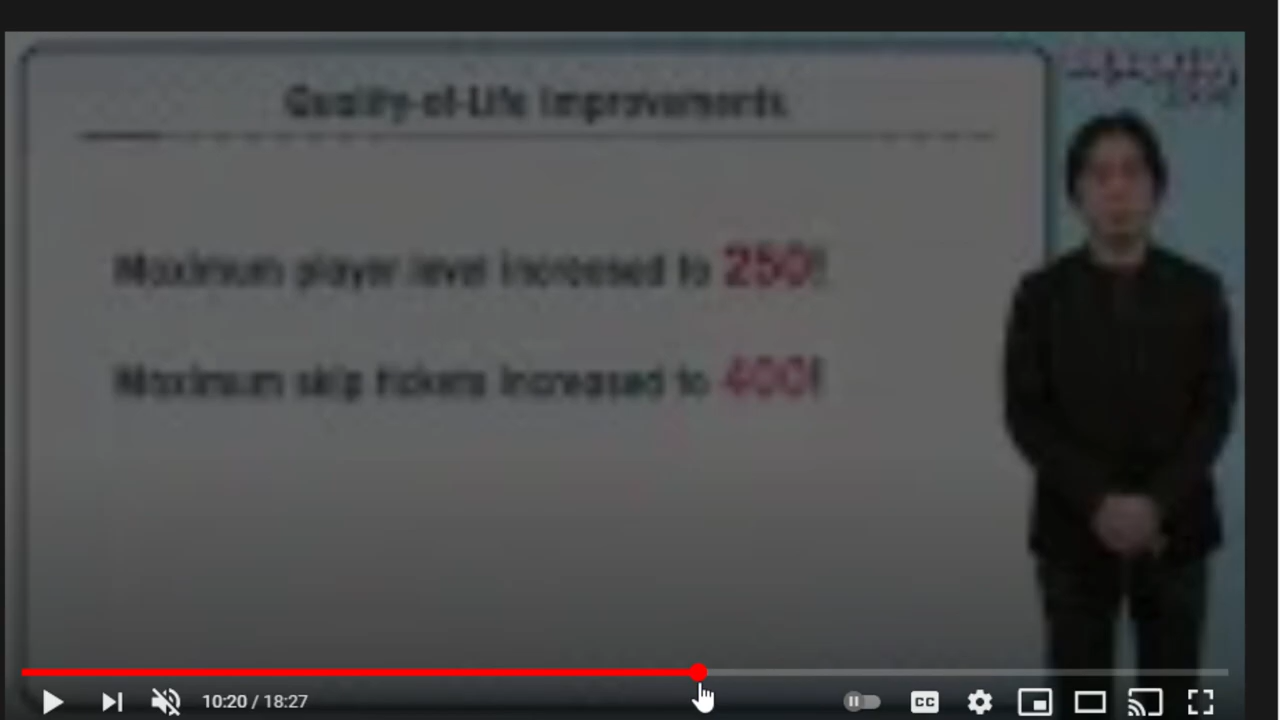 Quality-of-Life Improvements
Maximum player level increased to 250!
Maximum skip tickets increased to 400!
10:20 / 18:27
CC